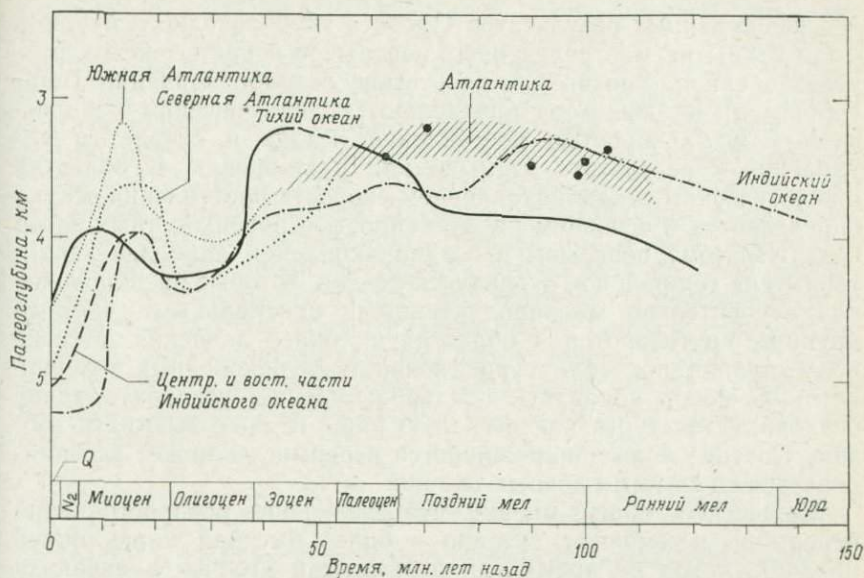 Южная Атлантика
Северная Атлантика
Тихий океан
Атлантика
Индийский
океан
Палеоглубина, км
3
4
5
Центр. и вост. части
Индийского океана
Q
N2
Миоцен
Олигоцен
Эоцен
Палеоцен
Поздний мел
Ранний мел
Юра
0
50
100
150
Время, млн. лет назад